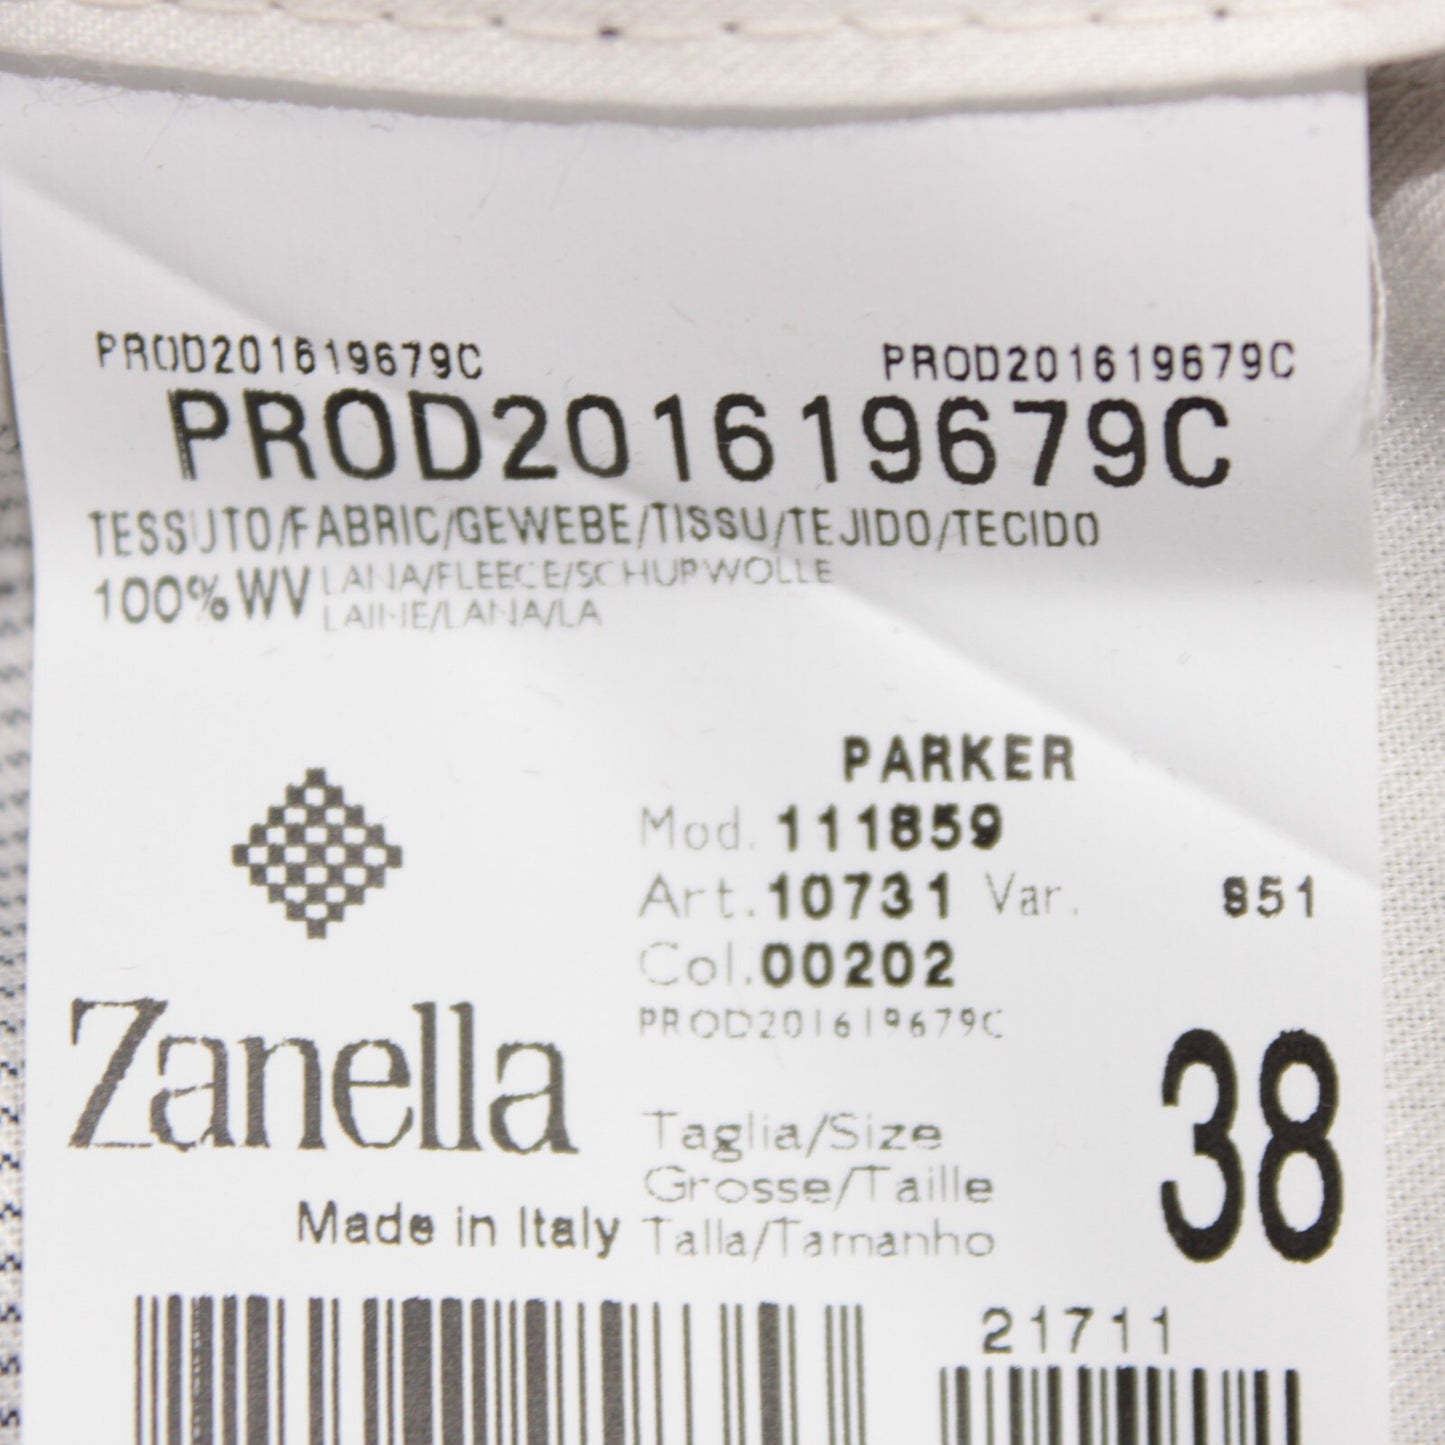 PROD201619679C PROD201619679C
PROD201619679C
TESSUTO/FABRIC/GEWEBE/TISSU/TEJIDO/TECIDO
100% WV LANA/FLEECE/SCHURWOLLE
LAINE/LANA/LA
PARKER
Mod. 111859
Art. 10731 Var. 851
Col. 00202
PROD201619679C
Zanella
Made in Italy
Taglia/Size
Grosse/Taille
Talla/Tamanho
38
21711